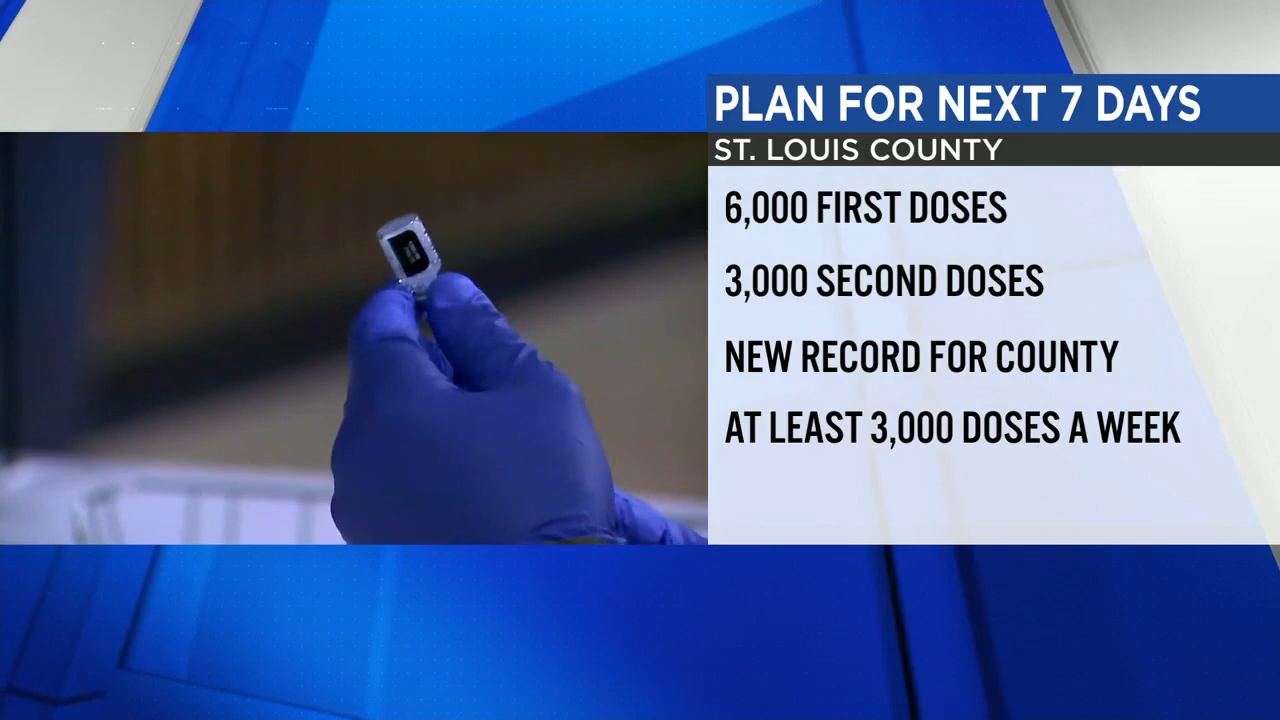 PLAN FOR NEXT 7 DAYS
ST. LOUIS COUNTY
6,000 FIRST DOSES
3,000 SECOND DOSES
NEW RECORD FOR COUNTY
AT LEAST 3,000 DOSES A WEEK